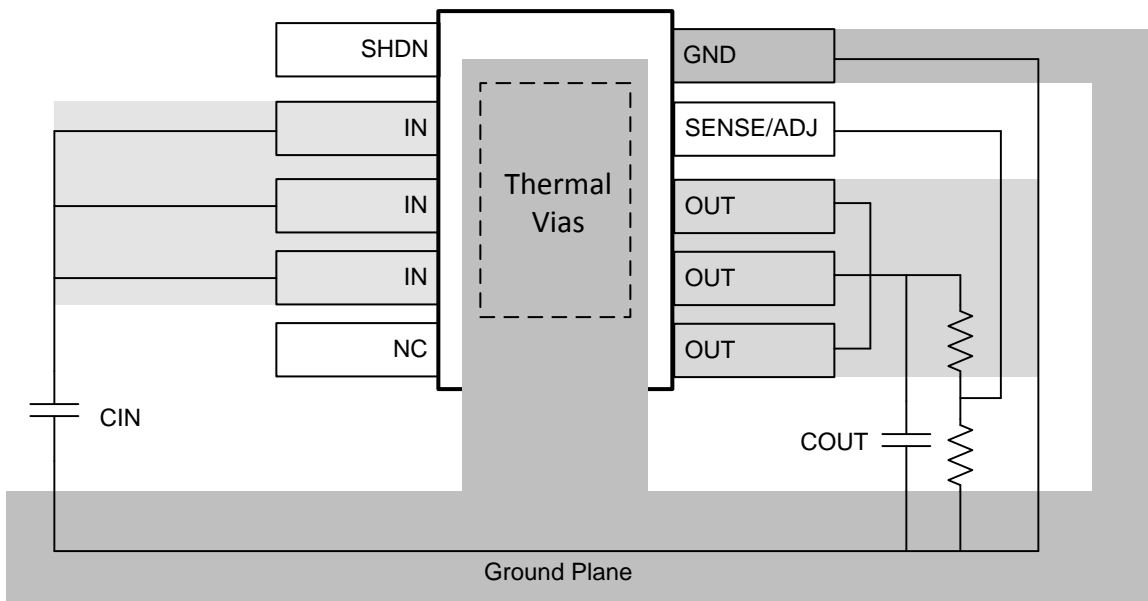 SHDN
IN
IN
IN
NC
GND
SENSE/ADJ
OUT
OUT
OUT
Thermal
Vias
CIN
COUT
Ground Plane